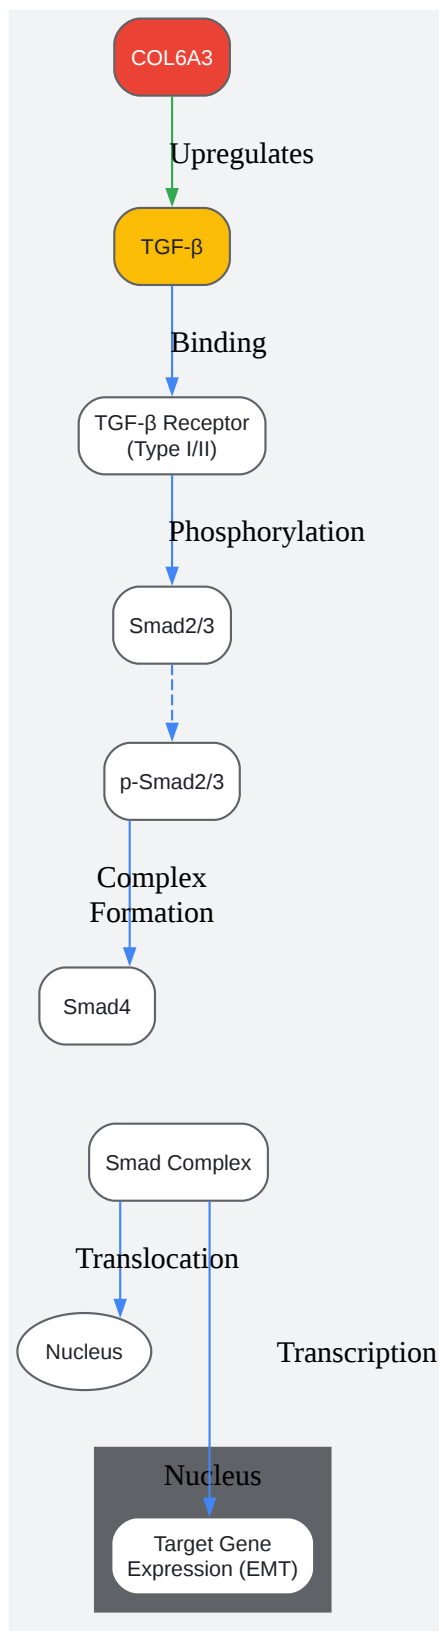 COL6A3
Upregulates
TGF-β
Binding
TGF-β Receptor
(Type I/II)
Phosphorylation
Smad2/3
p-Smad2/3
Complex
Formation
Smad4
Smad Complex
Translocation
Nucleus
Transcription
Nucleus
Target Gene
Expression (EMT)